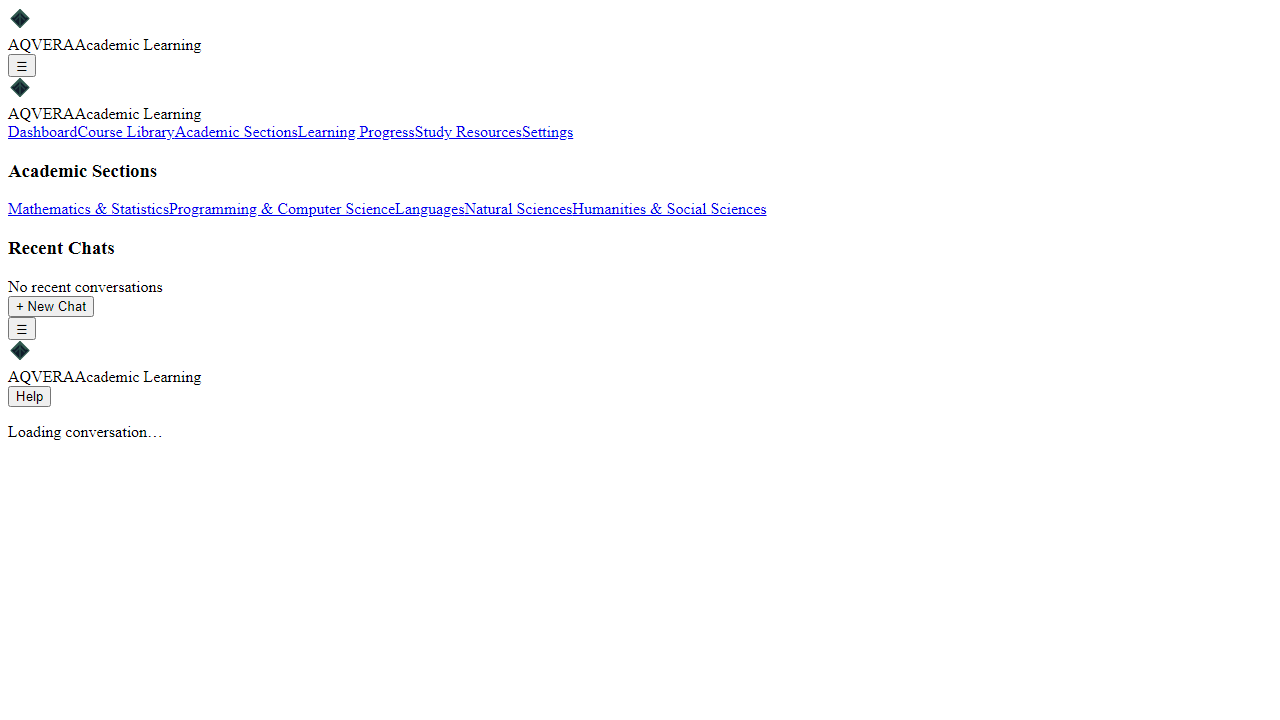 AQVERAAcademic Learning
☰
AQVERAAcademic Learning
DashboardCourse LibraryAcademic SectionsLearning ProgressStudy ResourcesSettings
Academic Sections
Mathematics & StatisticsProgramming & Computer ScienceLanguagesNatural SciencesHumanities & Social Sciences
Recent Chats
No recent conversations
+ New Chat
☰
AQVERAAcademic Learning
Help
Loading conversation…